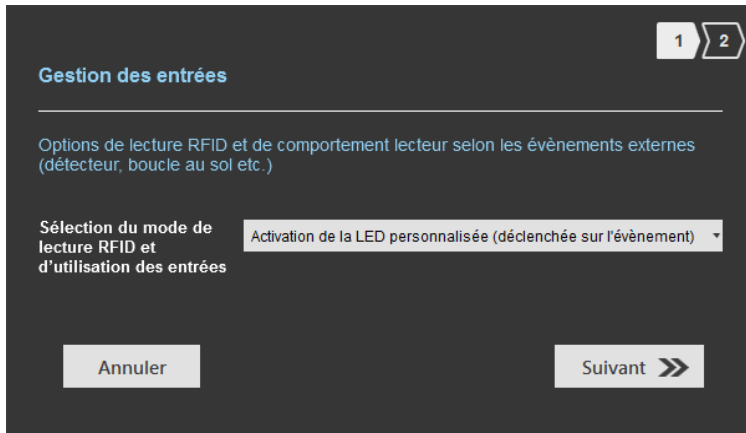 1 2
Gestion des entrées
Options de lecture RFID et de comportement lecteur selon les évènements externes
(détecteur, boucle au sol etc.)
Sélection du mode de
lecture RFID et
d’utilisation des entrées
Activation de la LED personnalisée (déclenchée sur l'évènement)
Annuler
Suivant